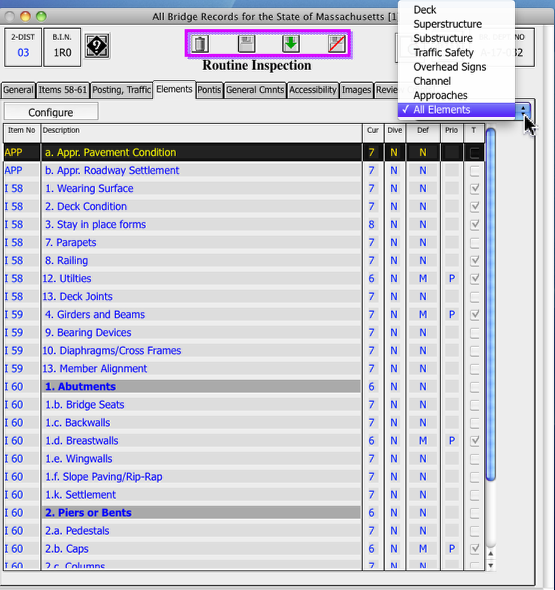 All Bridge Records for the State of Massachusetts [1
Deck
Superstructure
Substructure
Traffic Safety
Overhead Signs
Channel
Approaches
✓ All Elements
2-DIST
03
B.I.N.
1R0
?
Routine Inspection
General Items 58-61 Posting, Traffic Elements Pontis General Cmnts Accessibility Images
Configure
Item No Description Cur Dive Def Prio T
APP a. Appr. Pavement Condition 7 N N
APP b. Appr. Roadway Settlement 7 N N
I 58 1. Wearing Surface 7 N N
I 58 2. Deck Condition 7 N N
I 58 3. Stay in place forms 8 N N
I 58 7. Parapets 7 N N
I 58 8. Railing 7 N N
I 58 12. Utilties 6 N M P
I 58 13. Deck Joints 7 N N
I 59 4. Girders and Beams 7 N M P
I 59 9. Bearing Devices 7 N N
I 59 10. Diaphragms/Cross Frames 7 N N
I 59 13. Member Alignment 7 N N
I 60 1. Abutments 6 N N
I 60 1.b. Bridge Seats 7 N N
I 60 1.c. Backwalls 7 N N
I 60 1.d. Breastwalls 6 N M P
I 60 1.e. Wingwalls 7 N N
I 60 1.f. Slope Paving/Rip-Rap 7 N N
I 60 1.k. Settlement 7 N N
I 60 2. Piers or Bents 6 N N
I 60 2.a. Pedestals 7 N N
I 60 2.b. Caps 6 N M P
I 60 2.c. Columns 7 N N